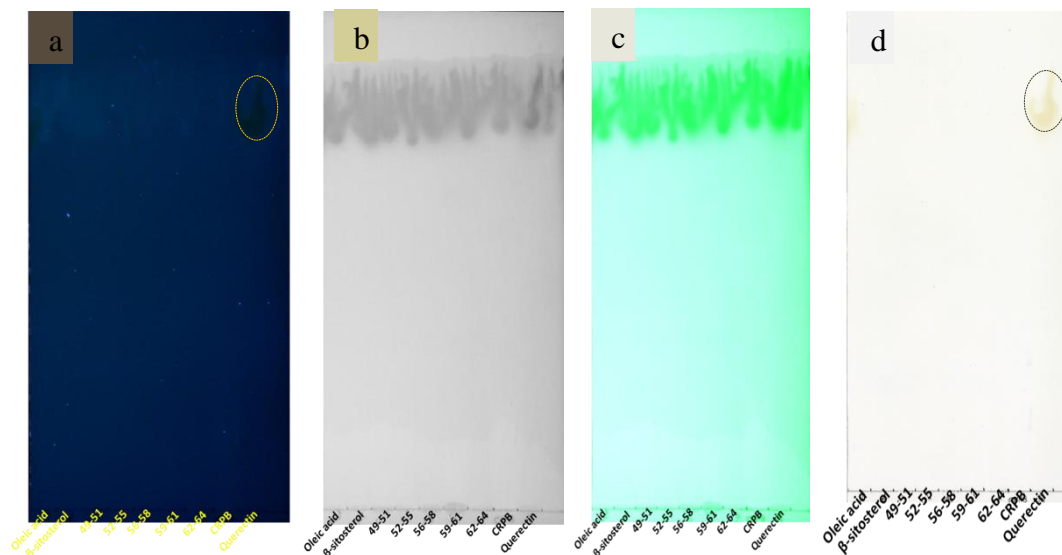 a
b
c
d
Oleic acid
β-sitosterol
49-51
52-55
56-58
59-61
62-64
CRPB
Querectin
Oleic acid
β-sitosterol
49-51
52-55
56-58
59-61
62-64
CRPB
Querectin
Oleic acid
β-sitosterol
49-51
52-55
56-58
59-61
62-64
CRPB
Querectin
Oleic acid
β-sitosterol
49-51
52-55
56-58
59-61
62-64
CRPB
Querectin